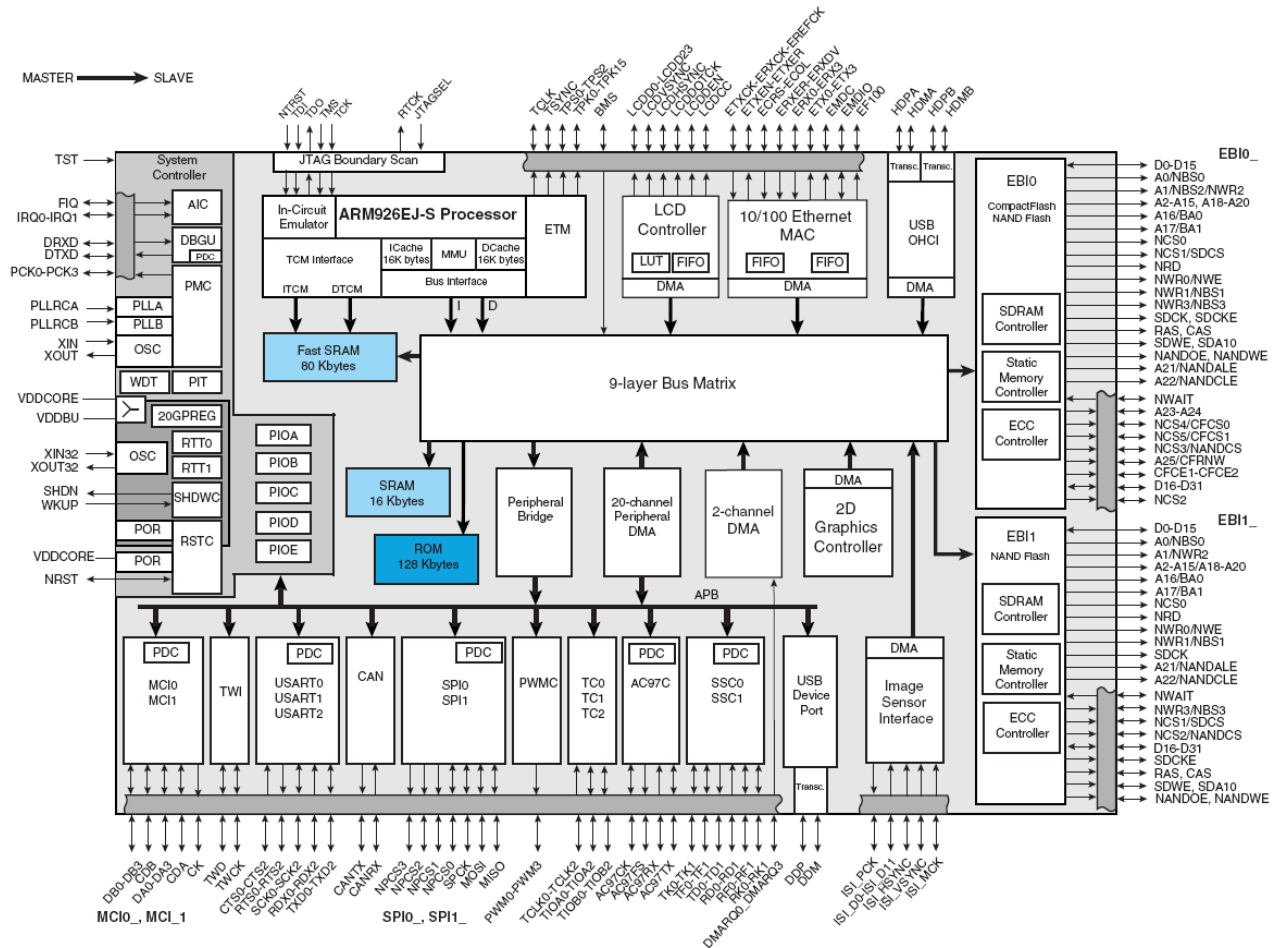 MASTER
SLAVE
NTRST
TDI
TDO
TMS
TCK
RTCK
JTAGSEL
TCLK
TSYNC
TPS0-TPS2
TPK0-TPK15
BMS
LCDD0-LCDD23
LCDVSYNC
LCDHSYNC
LCDDOTCK
LCDDEN
LCDCC
ETXCK-ERXCK-EREFCK
ETXEN-ETXER
ECRS-ECOL
ERXER-ERXDV
ERX0-ERX3
ETX0-ETX3
EMDC
EMDIO
EF100
HDPA
HDMA
HDPB
HDMB
TST
FIQ
IRQ0-IRQ1
DRXD
DTXD
PCK0-PCK3
PLLRCA
PLLRCB
XIN
XOUT
VDDCORE
VDDBU
XIN32
XOUT32
SHDN
WKUP
VDDCORE
NRST
System
Controller
AIC
DBGU
PDC
PMC
PLLA
PLLB
OSC
WDT
PIT
20GPREG
OSC
RTT0
RTT1
SHDWC
POR
RSTC
POR
PIOA
PIOB
PIOC
PIOD
PIOE
JTAG Boundary Scan
In-Circuit
Emulator
ARM926EJ-S Processor
TCM Interface
ITCM
DTCM
ICache
16K bytes
MMU
DCache
16K bytes
Bus Interface
I
D
ETM
LCD
Controller
LUT
FIFO
DMA
10/100 Ethernet
MAC
FIFO
FIFO
DMA
Transc.
Transc.
USB
OHCI
DMA
Fast SRAM
80 Kbytes
9-layer Bus Matrix
SRAM
16 Kbytes
ROM
128 Kbytes
Peripheral
Bridge
20-channel
Peripheral
DMA
2-channel
DMA
DMA
2D
Graphics
Controller
APB
PDC
MCI0
MCI1
TWI
PDC
USART0
USART1
USART2
CAN
PDC
SPI0
SPI1
PWMC
TC0
TC1
TC2
PDC
AC97C
PDC
SSC0
SSC1
USB
Device
Port
Transc.
DMA
Image
Sensor
Interface
EBI0
CompactFlash
NAND Flash
SDRAM
Controller
Static
Memory
Controller
ECC
Controller
EBI1
NAND Flash
SDRAM
Controller
Static
Memory
Controller
ECC
Controller
EBI0_
D0-D15
A0/NBS0
A1/NBS2/NWR2
A2-A15, A18-A20
A16/BA0
A17/BA1
NCS0
NCS1/SDCS
NRD
NWR0/NWE
NWR1/NBS1
NWR3/NBS3
SDCK, SDCKE
RAS, CAS
SDWE, SDA10
NANDOE, NANDWE
A21/NANDALE
A22/NANDCLE
NWAIT
A23-A24
NCS4/CFCS0
NCS5/CFCS1
NCS3/NANDCS
A25/CFRNW
CFCE1-CFCE2
D16-D31
NCS2
EBI1_
D0-D15
A0/NBS0
A1/NWR2
A2-A15/A18-A20
A16/BA0
A17/BA1
NCS0
NRD
NWR0/NWE
NWR1/NBS1
SDCK
A21/NANDALE
A22/NANDCLE
NWAIT
NWR3/NBS3
NCS1/SDCS
NCS2/NANDCS
D16-D31
SDCKE
RAS, CAS
SDWE, SDA10
NANDOE, NANDWE
DB0-DB3
CDB
DA0-DA3
CDA
CK
TWD
TWCK
CTS0-CTS2
RTS0-RTS2
SCK0-SCK2
RDX0-RDX2
TXD0-TXD2
CANTX
CANRX
NPCS3
NPCS2
NPCS1
NPCS0
SPCK
MOSI
MISO
PWM0-PWM3
TCLK0-TCLK2
TIOA0-TIOA2
TIOB0-TIOB2
AC97CK
AC97FS
AC97RX
AC97TX
TK0-TK1
TF0-TF1
TD0-TD1
RD0-RD1
RF0-RF1
RK0-RK1
DMARQ0_DMARQ3
DDP
DDM
ISI_PCK
ISI_D0-ISI_D11
ISI_HSYNC
ISI_VSYNC
ISI_MCK
MCI0_, MCI_1
SPI0_, SPI1_